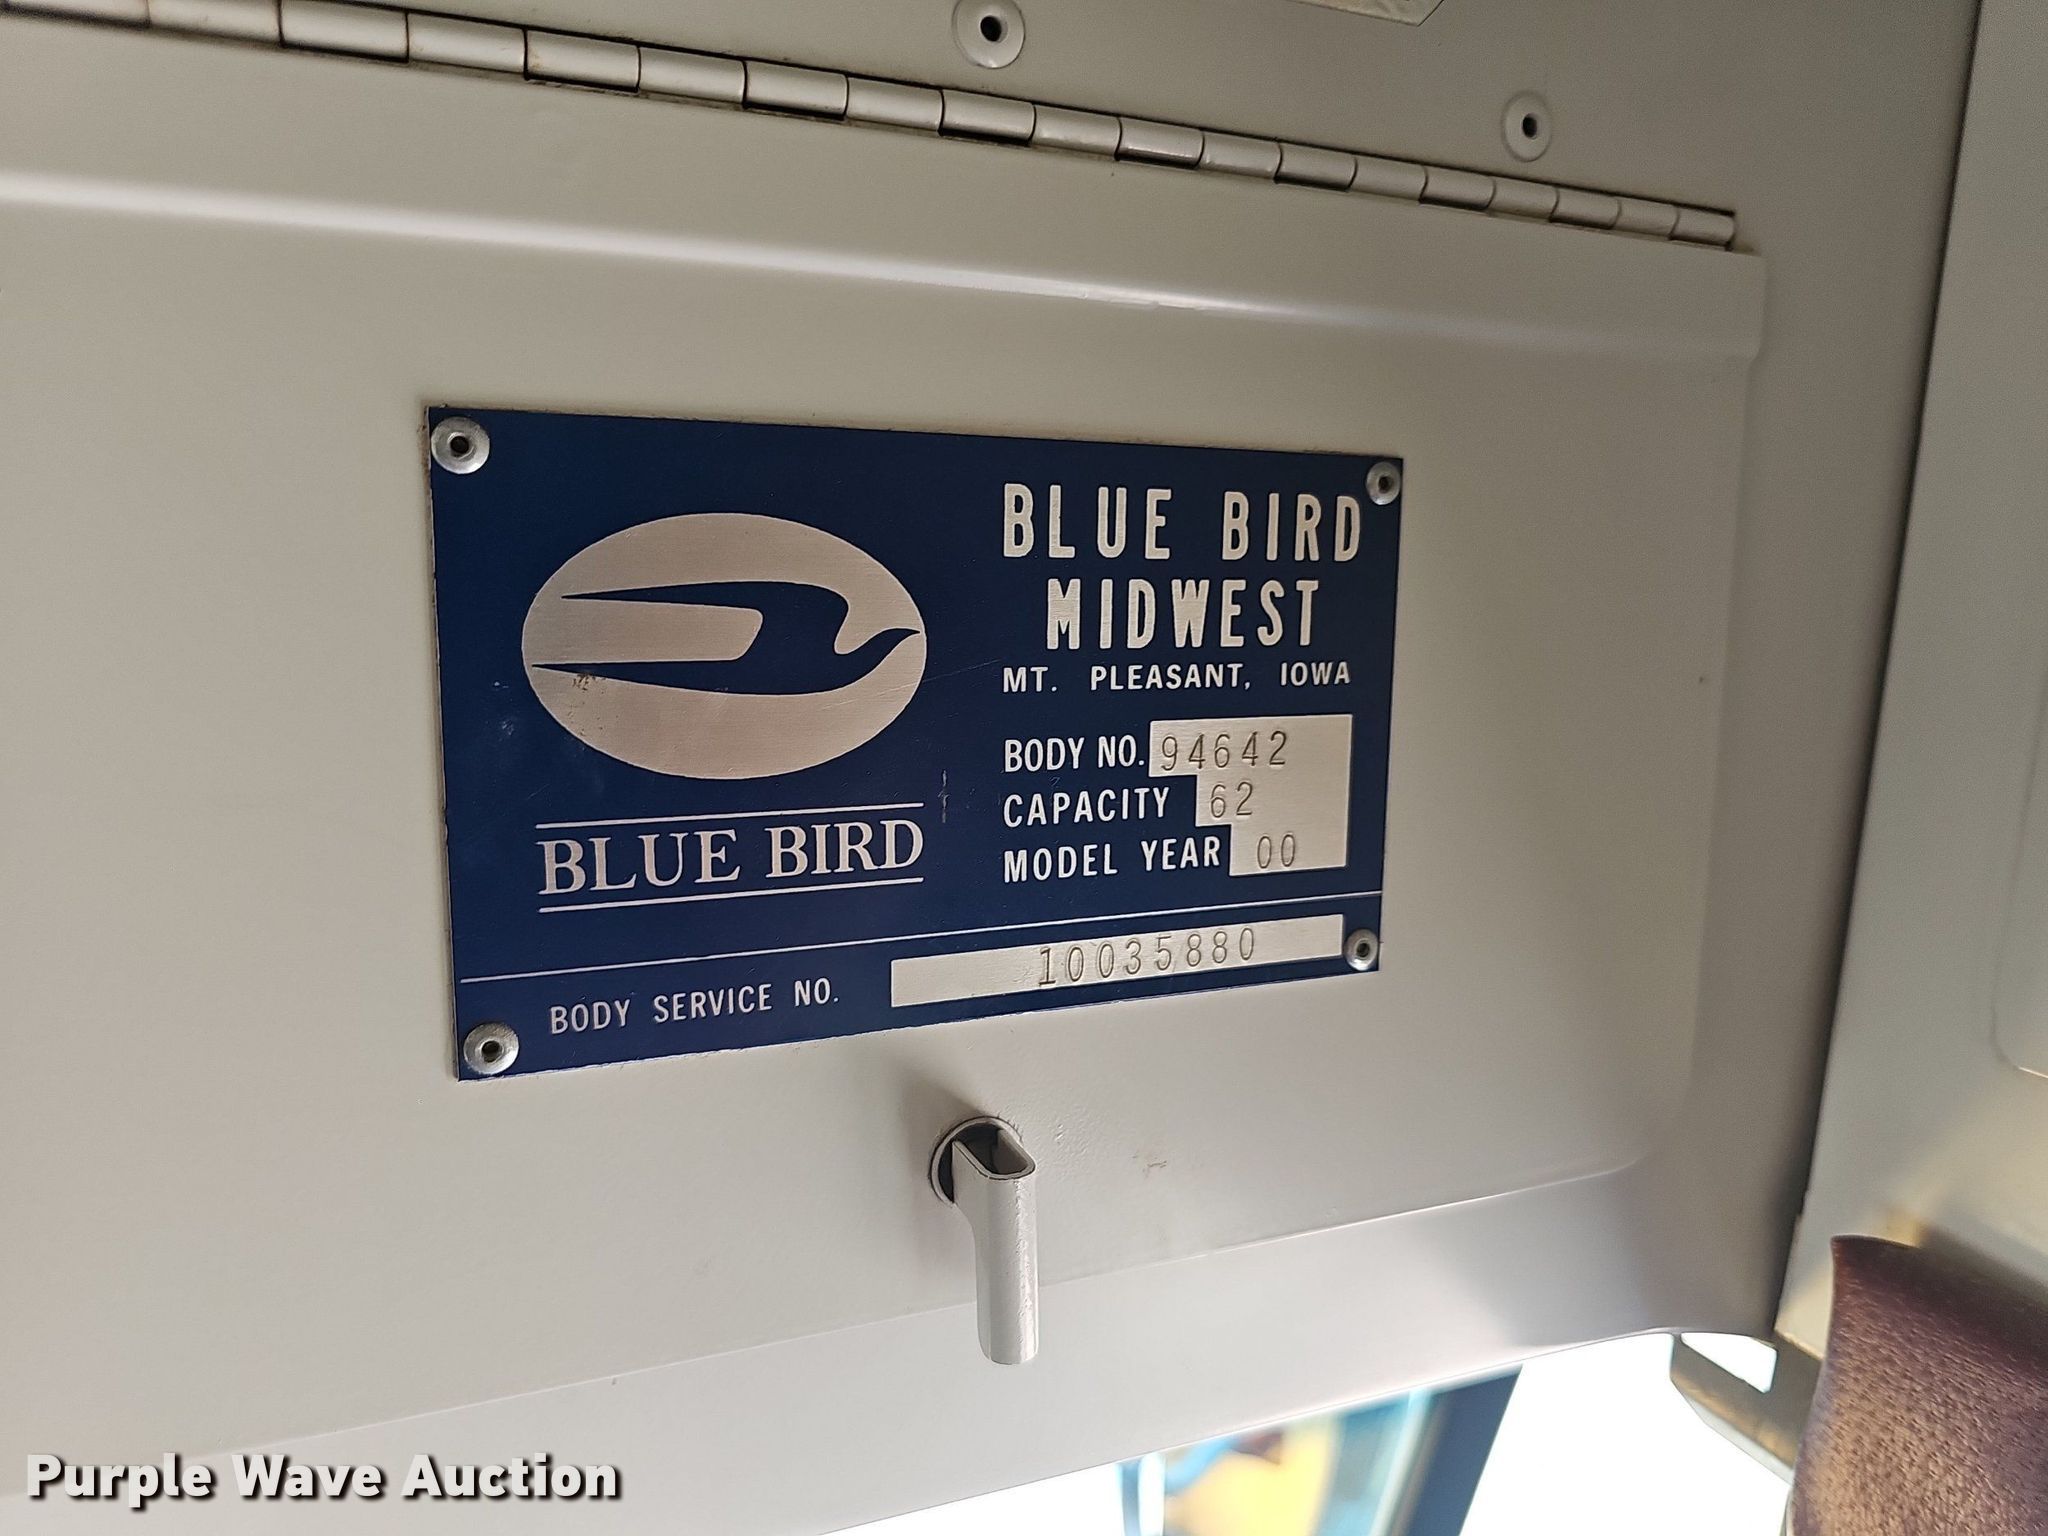 BLUE BIRD
MIDWEST
MT. PLEASANT, IOWA
BODY NO. 94642
CAPACITY 62
MODEL YEAR 00
BLUE BIRD
BODY SERVICE NO. 10035880
Purple Wave Auction